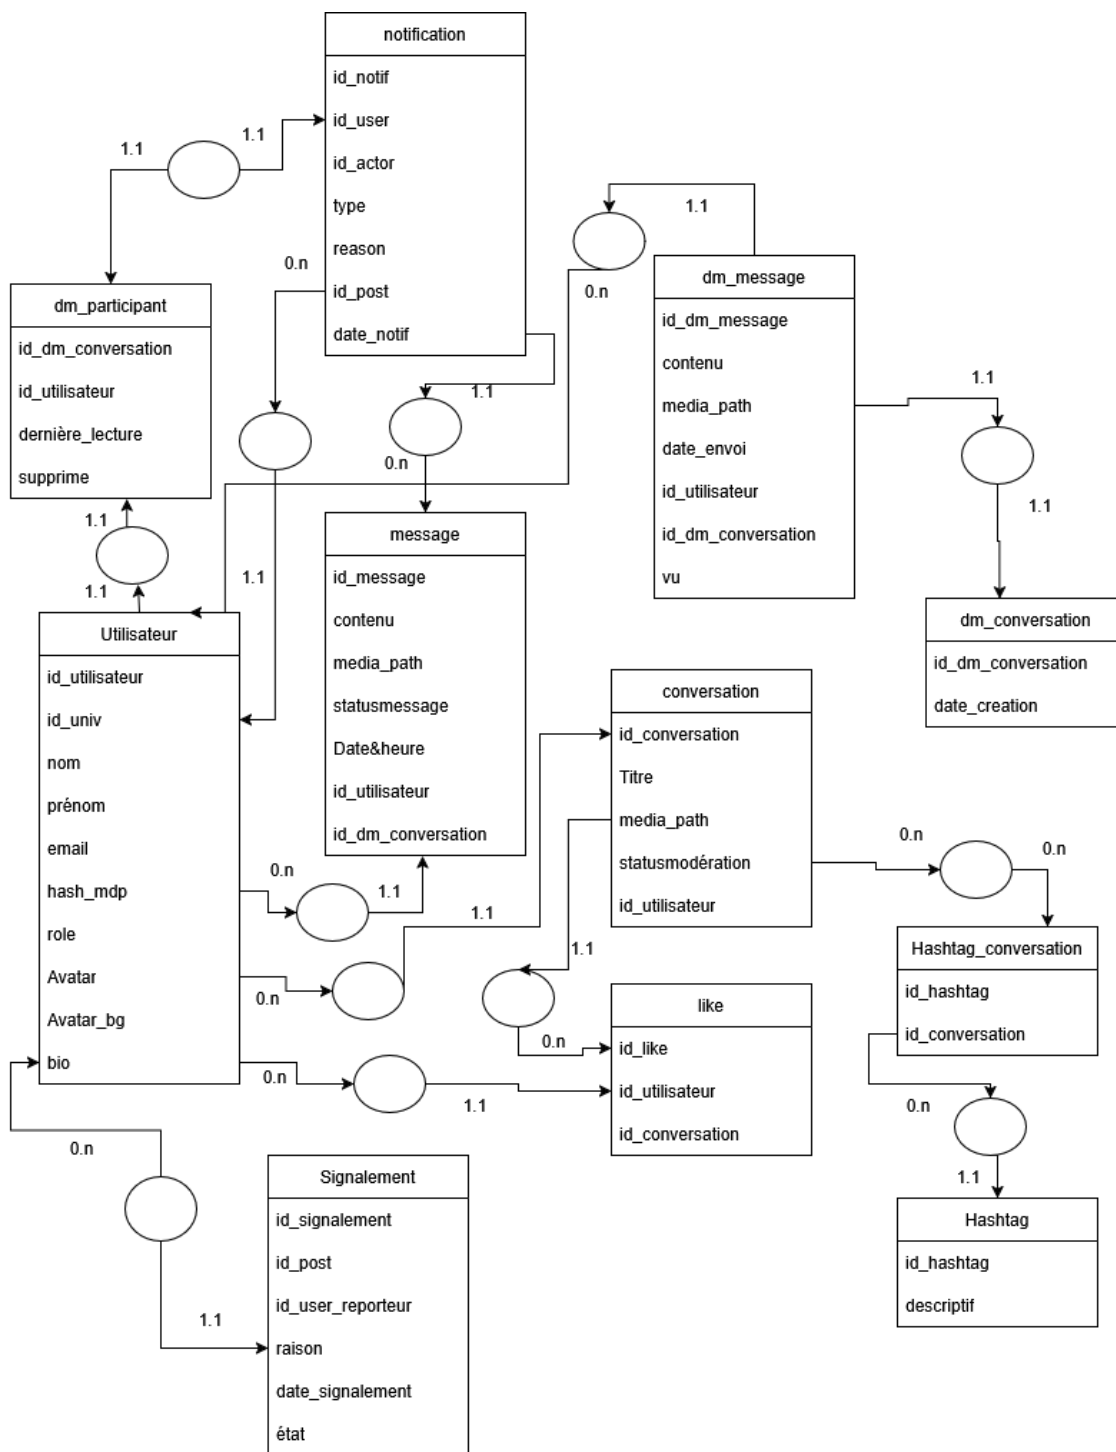 notification
id_notif
id_user
id_actor
type
reason
id_post
date_notif
1.1
1.1
0.n
1.1
0.n
dm_participant
id_dm_conversation
id_utilisateur
dernière_lecture
supprime
1.1
1.1
1.1
1.1
0.n
dm_message
id_dm_message
contenu
media_path
date_envoi
id_utilisateur
id_dm_conversation
vu
1.1
1.1
dm_conversation
id_dm_conversation
date_creation
message
id_message
contenu
media_path
statusmessage
Date&heure
id_utilisateur
id_dm_conversation
Utilisateur
id_utilisateur
id_univ
nom
prénom
email
hash_mdp
role
Avatar
Avatar_bg
bio
0.n
1.1
0.n
1.1
0.n
1.1
conversation
id_conversation
Titre
media_path
statusmodération
id_utilisateur
1.1
0.n
0.n
0.n
like
id_like
id_utilisateur
id_conversation
Hashtag_conversation
id_hashtag
id_conversation
0.n
1.1
Hashtag
id_hashtag
descriptif
0.n
1.1
Signalement
id_signalement
id_post
id_user_reporteur
raison
date_signalement
état